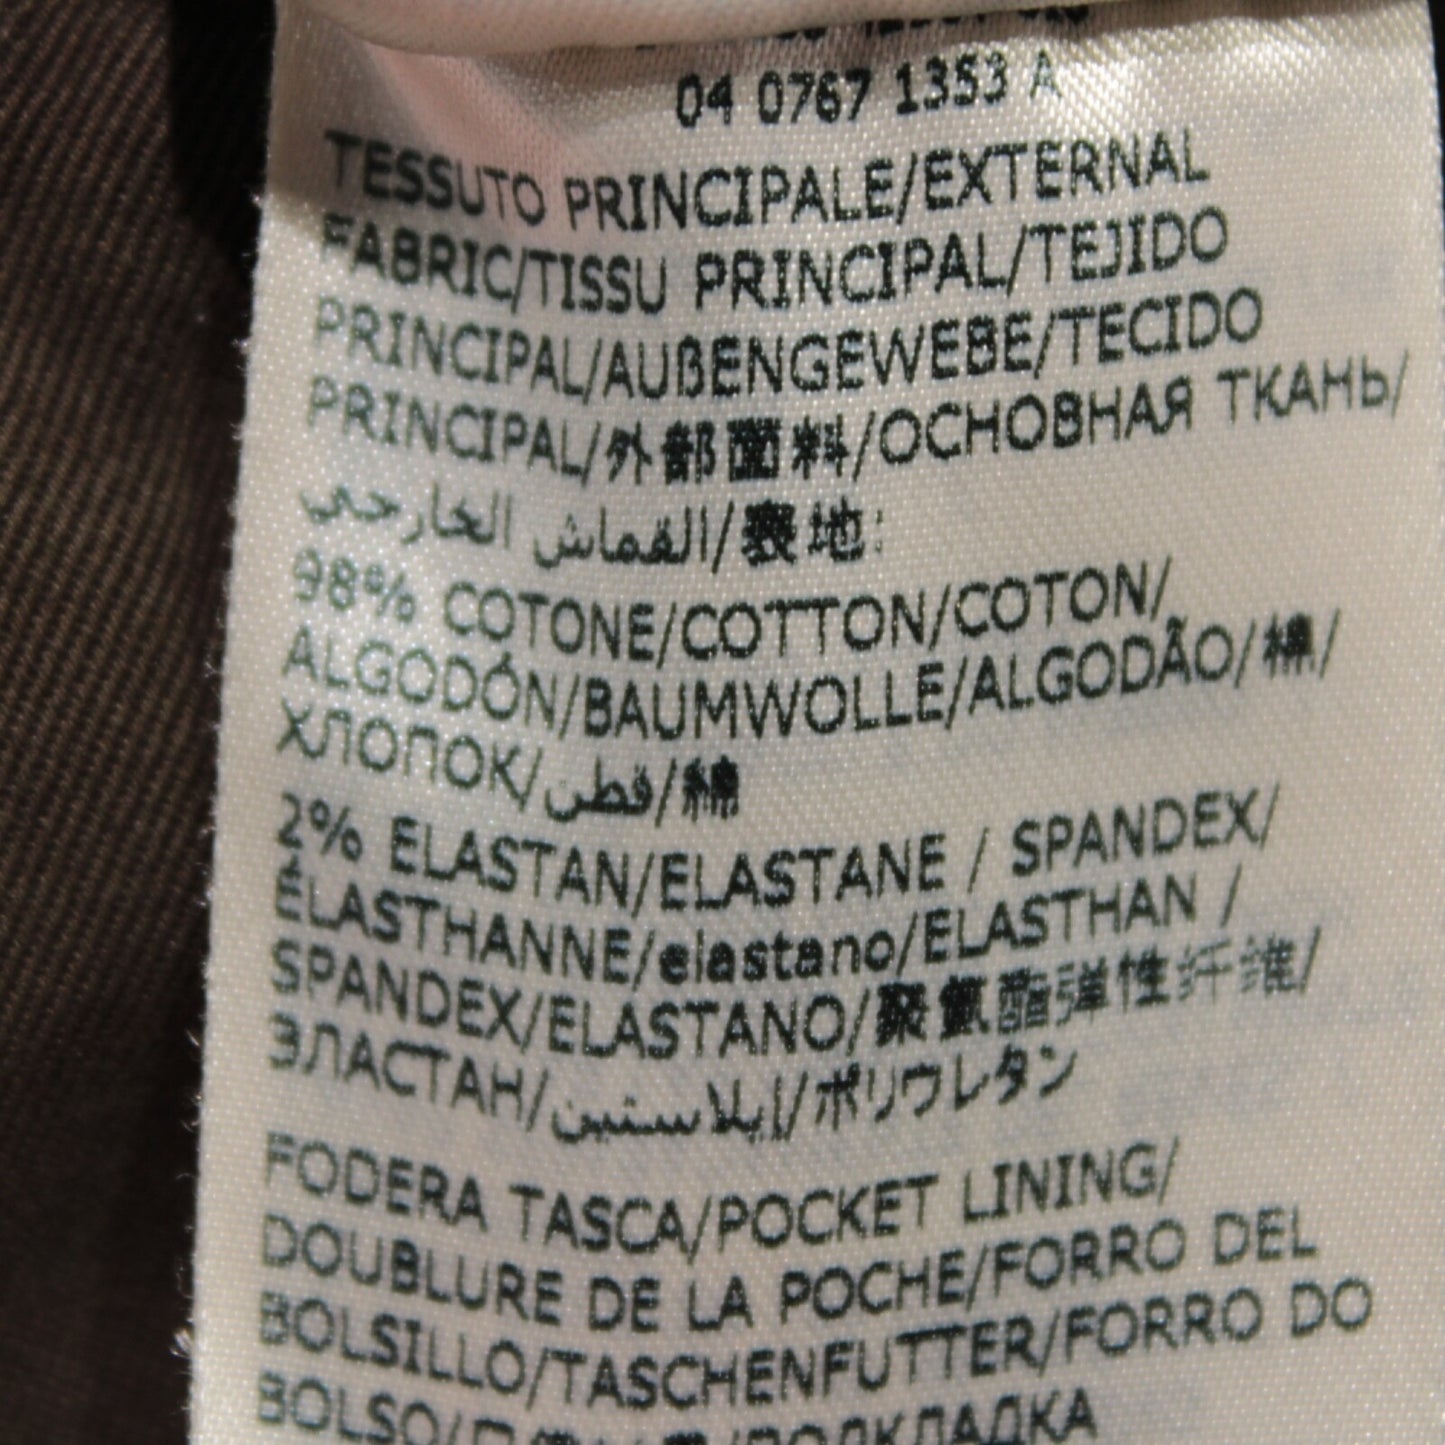 04 0767 1353 A
TESSUTO PRINCIPALE/EXTERNAL
FABRIC/TISSU PRINCIPAL/TEJIDO
PRINCIPAL/AUßENGEWEBE/TECIDO
PRINCIPAL/外部面料/ОСНОВНАЯ ТКАНЬ/
القماش الخارجي/表地:
98% COTONE/COTTON/COTON/
ALGODÓN/BAUMWOLLE/ALGODÃO/棉/
ХЛОПОК/قطن/綿
2% ELASTAN/ELASTANE / SPANDEX/
ÉLASTHANNE/elastano/ELASTHAN /
SPANDEX/ELASTANO/聚氨酯弹性纤维/
ЭЛАСТАН/إيلاستين/ポリウレタン
FODERA TASCA/POCKET LINING/
DOUBLURE DE LA POCHE/FORRO DEL
BOLSILLO/TASCHENFUTTER/FORRO DO
BOLSO/ ПОДКЛАДКА